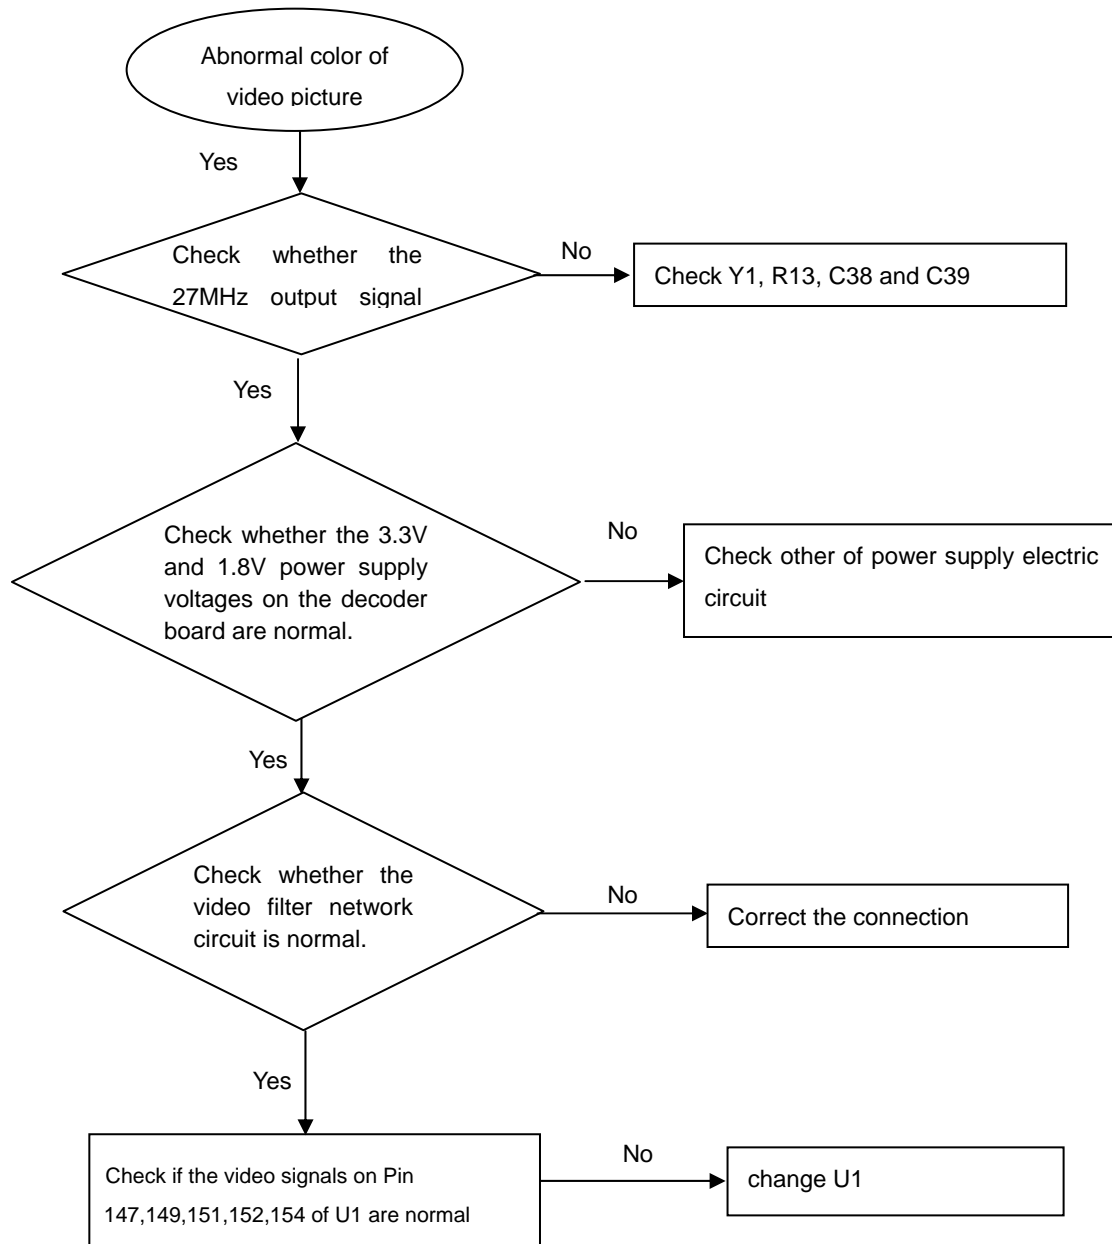 Abnormal color of
video picture
Yes
Check whether the
27MHz output signal
No
Check Y1, R13, C38 and C39
Yes
Check whether the 3.3V
and 1.8V power supply
voltages on the decoder
board are normal.
No
Check other of power supply electric
circuit
Yes
Check whether the
video filter network
circuit is normal.
No
Correct the connection
Yes
Check if the video signals on Pin
147,149,151,152,154 of U1 are normal
No
change U1